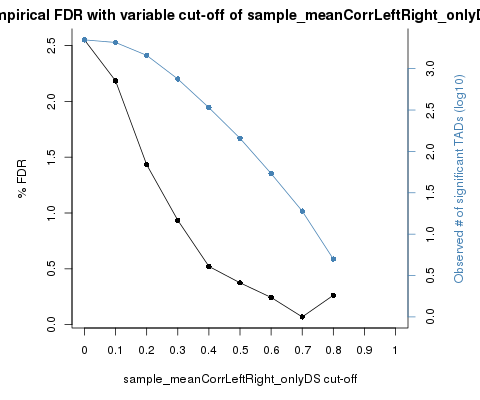 mpirical FDR with variable cut-off of sample_meanCorrLeftRight_onlyD
% FDR
2.5
2.0
1.5
1.0
0.5
0.0
3.0
2.5
2.0
1.5
1.0
0.5
0.0
Observed # of significant TADs (log10)
0 0.1 0.2 0.3 0.4 0.5 0.6 0.7 0.8 0.9 1
sample_meanCorrLeftRight_onlyDS cut-off